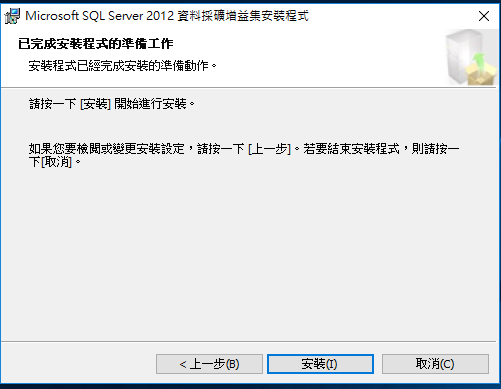 Microsoft SQL Server 2012 資料採礦增益集安裝程式
已完成安裝程式的準備工作
安裝程式已經完成安裝的準備動作。
請按一下 [安裝] 開始進行安裝。
如果您要檢閱或變更安裝設定，請按一下 [上一步]。若要結束安裝程式，則請按一
下[取消]。
< 上一步(B)
安裝(I)
取消(C)